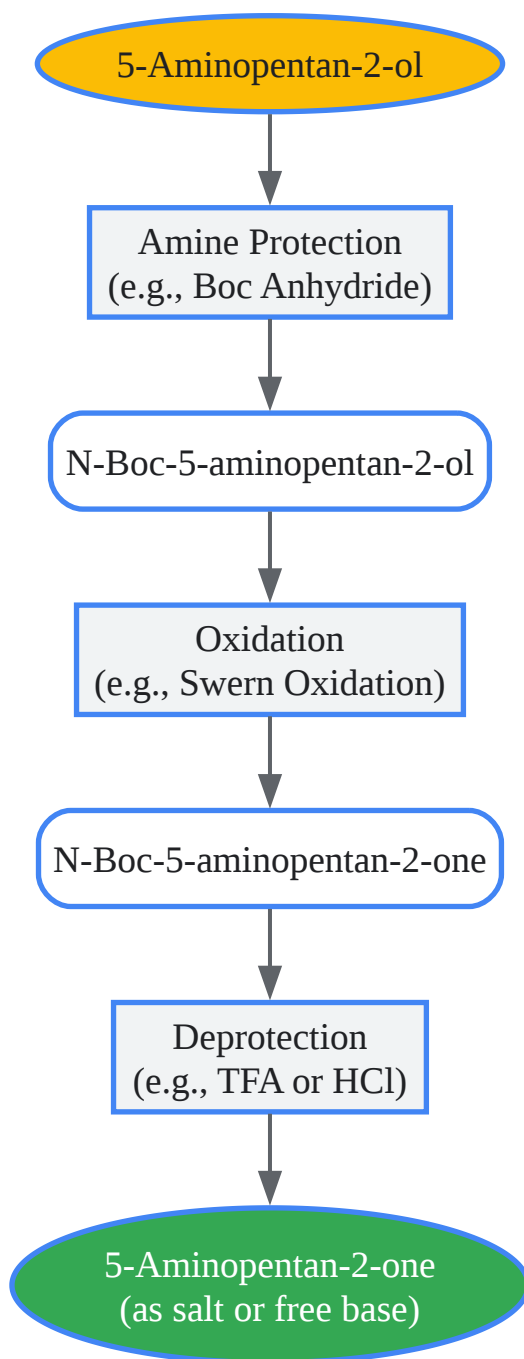 5-Aminopentan-2-ol
Amine Protection
(e.g., Boc Anhydride)
N-Boc-5-aminopentan-2-ol
Oxidation
(e.g., Swern Oxidation)
N-Boc-5-aminopentan-2-one
Deprotection
(e.g., TFA or HCl)
5-Aminopentan-2-one
(as salt or free base)